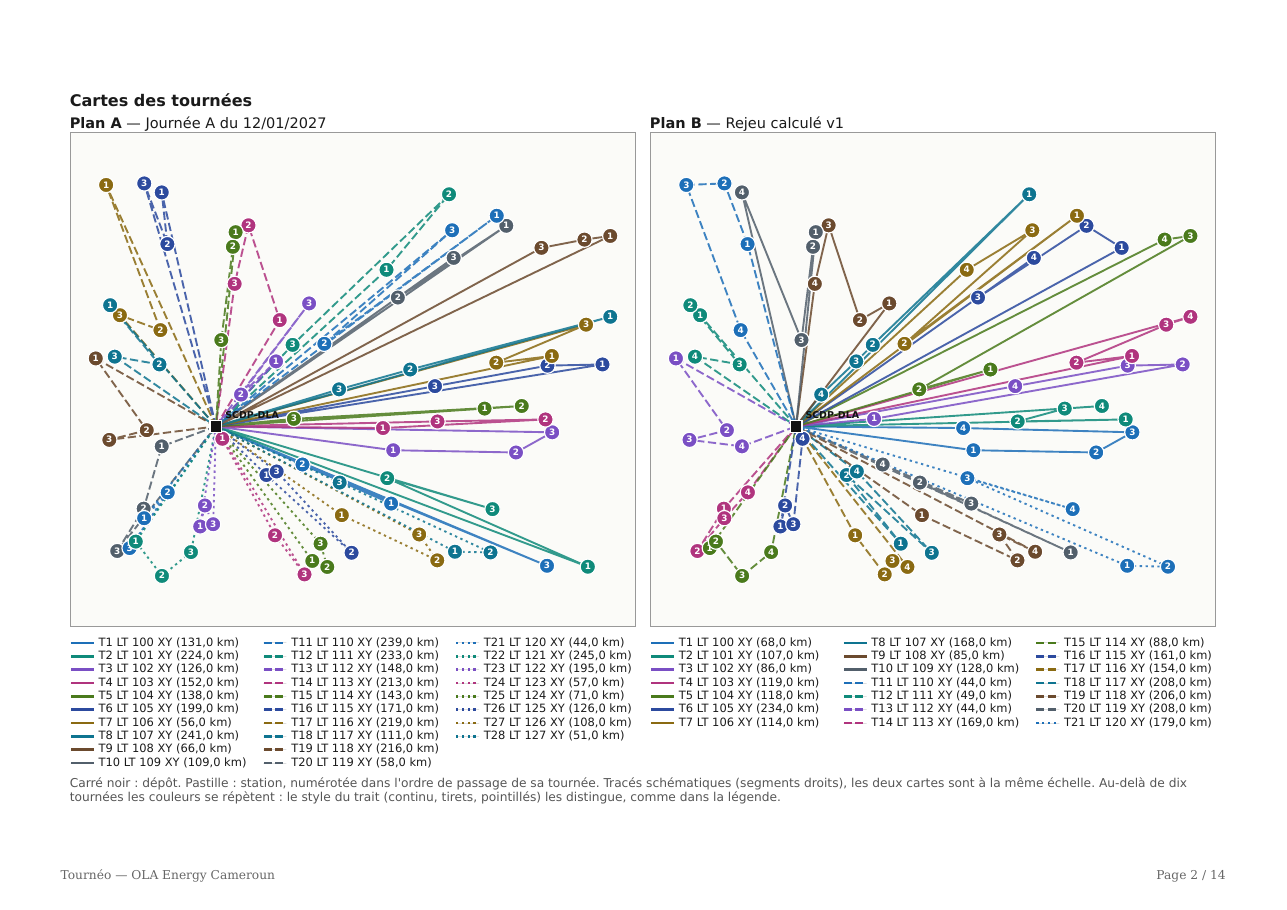 Cartes des tournées
Plan A — Journée A du 12/01/2027
Plan B — Rejeu calculé v1
SCDP-DLA
SCDP-DLA
T1 LT 100 XY (131,0 km)
T2 LT 101 XY (224,0 km)
T3 LT 102 XY (126,0 km)
T4 LT 103 XY (152,0 km)
T5 LT 104 XY (138,0 km)
T6 LT 105 XY (199,0 km)
T7 LT 106 XY (56,0 km)
T8 LT 107 XY (241,0 km)
T9 LT 108 XY (66,0 km)
T10 LT 109 XY (109,0 km)
T11 LT 110 XY (239,0 km)
T12 LT 111 XY (233,0 km)
T13 LT 112 XY (148,0 km)
T14 LT 113 XY (213,0 km)
T15 LT 114 XY (143,0 km)
T16 LT 115 XY (171,0 km)
T17 LT 116 XY (219,0 km)
T18 LT 117 XY (111,0 km)
T19 LT 118 XY (216,0 km)
T20 LT 119 XY (58,0 km)
T21 LT 120 XY (44,0 km)
T22 LT 121 XY (245,0 km)
T23 LT 122 XY (195,0 km)
T24 LT 123 XY (57,0 km)
T25 LT 124 XY (71,0 km)
T26 LT 125 XY (126,0 km)
T27 LT 126 XY (108,0 km)
T28 LT 127 XY (51,0 km)
T1 LT 100 XY (68,0 km)
T2 LT 101 XY (107,0 km)
T3 LT 102 XY (86,0 km)
T4 LT 103 XY (119,0 km)
T5 LT 104 XY (118,0 km)
T6 LT 105 XY (234,0 km)
T7 LT 106 XY (114,0 km)
T8 LT 107 XY (168,0 km)
T9 LT 108 XY (85,0 km)
T10 LT 109 XY (128,0 km)
T11 LT 110 XY (44,0 km)
T12 LT 111 XY (49,0 km)
T13 LT 112 XY (44,0 km)
T14 LT 113 XY (169,0 km)
T15 LT 114 XY (88,0 km)
T16 LT 115 XY (161,0 km)
T17 LT 116 XY (154,0 km)
T18 LT 117 XY (208,0 km)
T19 LT 118 XY (206,0 km)
T20 LT 119 XY (208,0 km)
T21 LT 120 XY (179,0 km)
Carré noir : dépôt. Pastille : station, numérotée dans l'ordre de passage de sa tournée. Tracés schématiques (segments droits), les deux cartes sont à la même échelle. Au-delà de dix
tournées les couleurs se répètent : le style du trait (continu, tirets, pointillés) les distingue, comme dans la légende.
Tournéo — OLA Energy Cameroun
Page 2 / 14